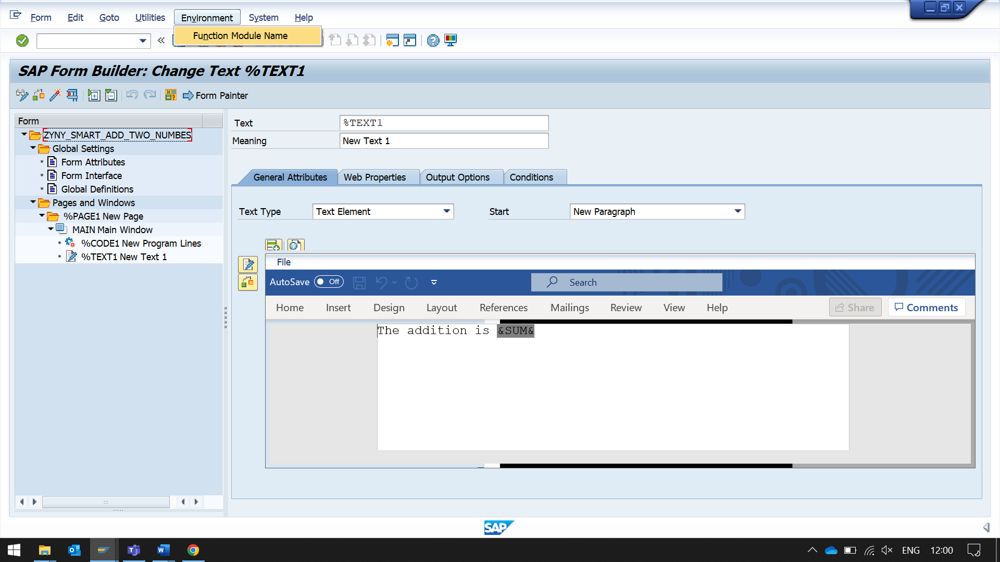 Form Edit Goto Utilities Environment System Help
Function Module Name
SAP Form Builder: Change Text %TEXT1
Form Painter
Form
ZYNY_SMART_ADD_TWO_NUMBES
Global Settings
Form Attributes
Form Interface
Global Definitions
Pages and Windows
%PAGE1 New Page
MAIN Main Window
%CODE1 New Program Lines
%TEXT1 New Text 1
Text %TEXT1
Meaning New Text 1
General Attributes Web Properties Output Options Conditions
Text Type Text Element Start New Paragraph
File
AutoSave Off Search
Home Insert Design Layout References Mailings Review View Help Share Comments
The addition is &SUM&
SAP
ENG 12:00